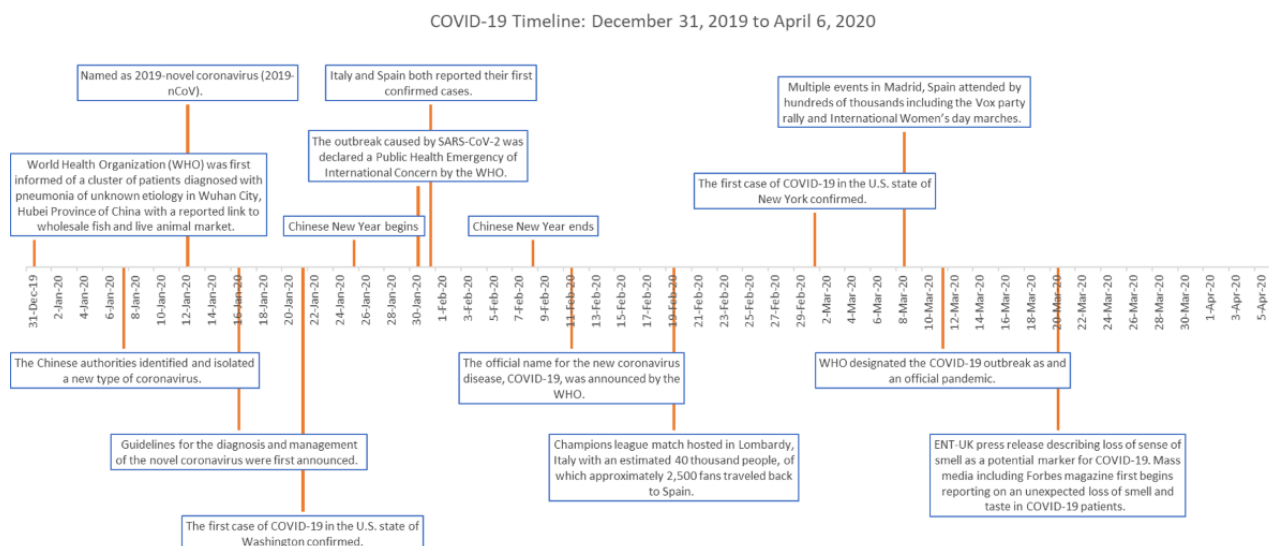 COVID-19 Timeline: December 31, 2019 to April 6, 2020
Named as 2019-novel coronavirus (2019-
nCoV).
Italy and Spain both reported their first
confirmed cases.
Multiple events in Madrid, Spain attended by
hundreds of thousands including the Vox party
rally and International Women's day marches.
The outbreak caused by SARS-CoV-2 was
declared a Public Health Emergency of
International Concern by the WHO.
World Health Organization (WHO) was first
informed of a cluster of patients diagnosed with
pneumonia of unknown etiology in Wuhan City,
Hubei Province of China with a reported link to
wholesale fish and live animal market.
The first case of COVID-19 in the U.S. state of
New York confirmed.
Chinese New Year begins
Chinese New Year ends
31-Dec-19
2-Jan-20
4-Jan-20
6-Jan-20
8-Jan-20
10-Jan-20
12-Jan-20
14-Jan-20
16-Jan-20
18-Jan-20
20-Jan-20
22-Jan-20
24-Jan-20
26-Jan-20
28-Jan-20
30-Jan-20
1-Feb-20
3-Feb-20
5-Feb-20
7-Feb-20
9-Feb-20
11-Feb-20
13-Feb-20
15-Feb-20
17-Feb-20
19-Feb-20
21-Feb-20
23-Feb-20
25-Feb-20
27-Feb-20
29-Feb-20
2-Mar-20
4-Mar-20
6-Mar-20
8-Mar-20
10-Mar-20
12-Mar-20
14-Mar-20
16-Mar-20
18-Mar-20
20-Mar-20
22-Mar-20
24-Mar-20
26-Mar-20
28-Mar-20
30-Mar-20
1-Apr-20
3-Apr-20
5-Apr-20
The Chinese authorities identified and isolated
a new type of coronavirus.
The official name for the new coronavirus
disease, COVID-19, was announced by the
WHO.
WHO designated the COVID-19 outbreak as and
an official pandemic.
Guidelines for the diagnosis and management
of the novel coronavirus were first announced.
Champions league match hosted in Lombardy,
Italy with an estimated 40 thousand people, of
which approximately 2,500 fans traveled back
to Spain.
ENT-UK press release describing loss of sense of
smell as a potential marker for COVID-19. Mass
media including Forbes magazine first begins
reporting on an unexpected loss of smell and
taste in COVID-19 patients.
The first case of COVID-19 in the U.S. state of
Washington confirmed.